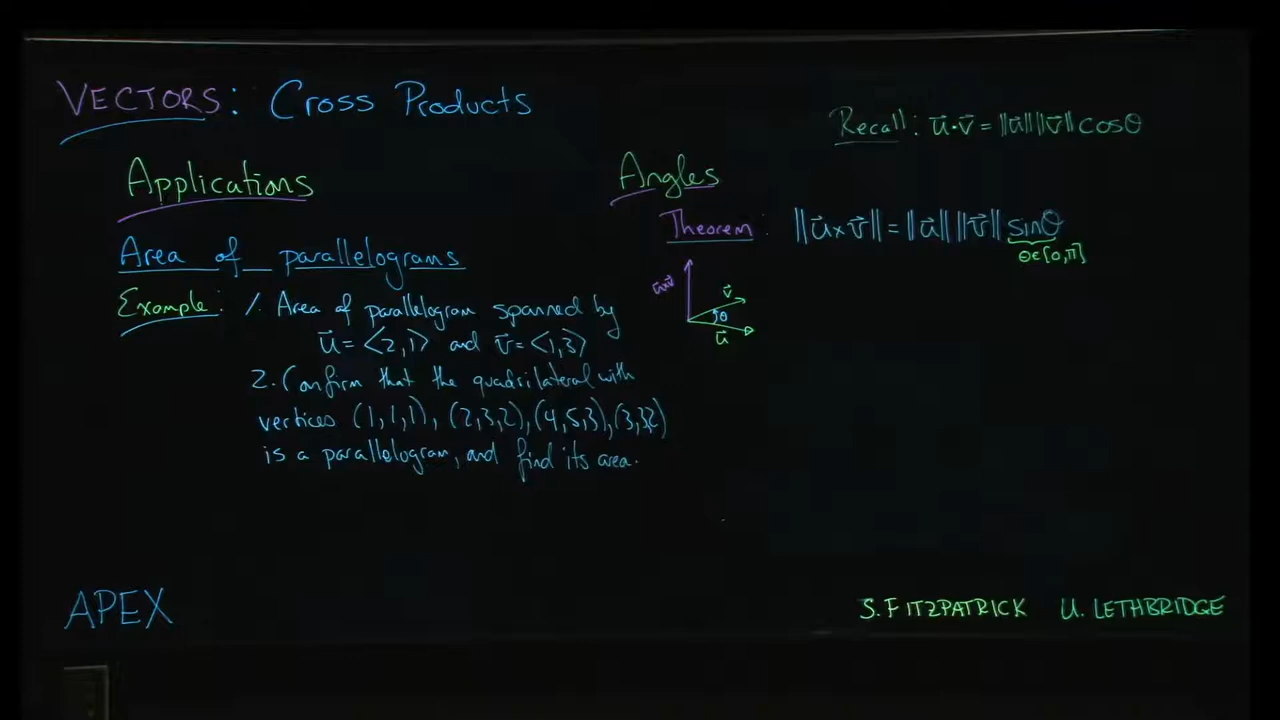 VECTORS: Cross Products
Recall: u⃗·v⃗ = ‖u⃗‖‖v⃗‖ cosθ
Applications
Angles
Theorem: ‖u⃗×v⃗‖ = ‖u⃗‖ ‖v⃗‖ sinθ
θ∈[0,π]
Area of parallelograms
u⃗×v⃗
v⃗
θ
u⃗
Example: 1. Area of parallelogram spanned by
u⃗ = <2,1> and v⃗ = <1,3>
2. Confirm that the quadrilateral with
vertices (1,1,1), (2,3,2), (4,5,3), (3,3,2)
is a parallelogram, and find its area.
APEX
S. FITZPATRICK U. LETHBRIDGE